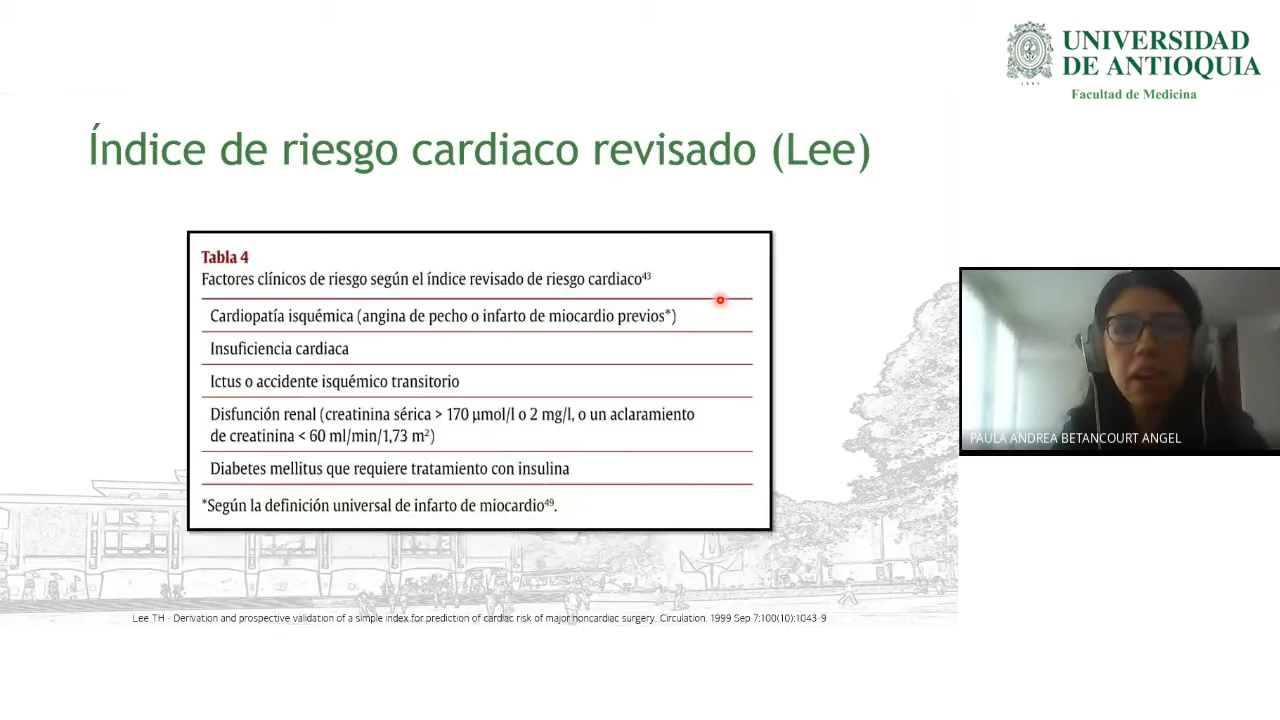 UNIVERSIDAD
DE ANTIOQUIA
Facultad de Medicina
1803
Índice de riesgo cardiaco revisado (Lee)
Tabla 4
Factores clínicos de riesgo según el índice revisado de riesgo cardiaco⁴³
Cardiopatía isquémica (angina de pecho o infarto de miocardio previos*)
Insuficiencia cardiaca
Ictus o accidente isquémico transitorio
Disfunción renal (creatinina sérica > 170 μmol/l o 2 mg/l, o un aclaramiento
de creatinina < 60 ml/min/1,73 m²)
Diabetes mellitus que requiere tratamiento con insulina
*Según la definición universal de infarto de miocardio⁴⁹.
PAULA ANDREA BETANCOURT ANGEL
Lee TH - Derivation and prospective validation of a simple index for prediction of cardiac risk of major noncardiac surgery. Circulation. 1999 Sep 7;100(10):1043-9